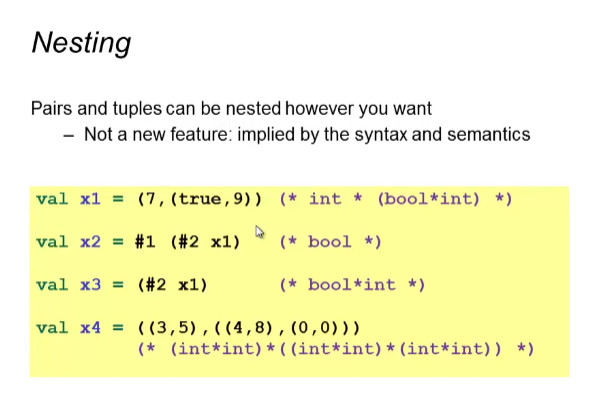 Nesting
Pairs and tuples can be nested however you want
– Not a new feature: implied by the syntax and semantics
val x1 = (7,(true,9)) (* int * (bool*int) *)
val x2 = #1 (#2 x1) (* bool *)
val x3 = (#2 x1) (* bool*int *)
val x4 = ((3,5),((4,8),(0,0)))
(* (int*int)*((int*int)*(int*int)) *)